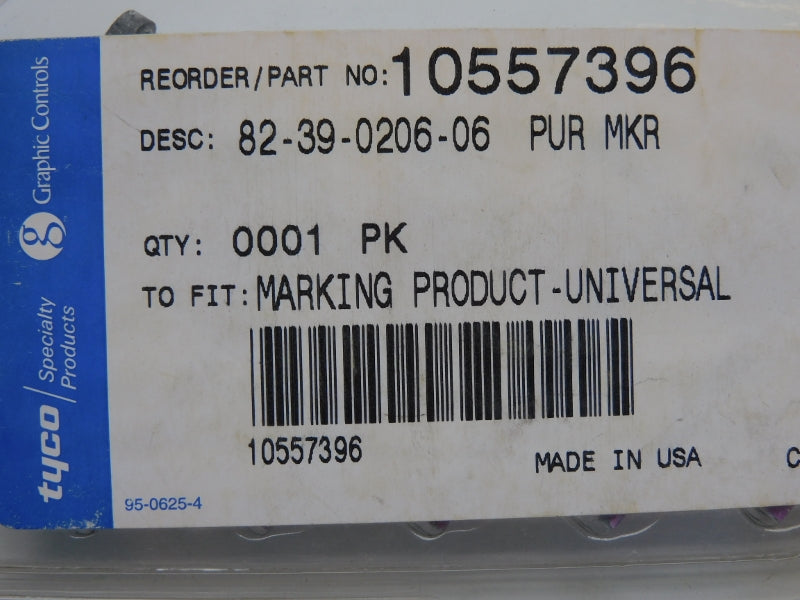 REORDER/PART NO: 10557396
DESC: 82-39-0206-06 PUR MKR
QTY: 0001 PK
TO FIT: MARKING PRODUCT-UNIVERSAL
10557396
MADE IN USA
C
95-0625-4
g Graphic Controls
tyco / Specialty
Products